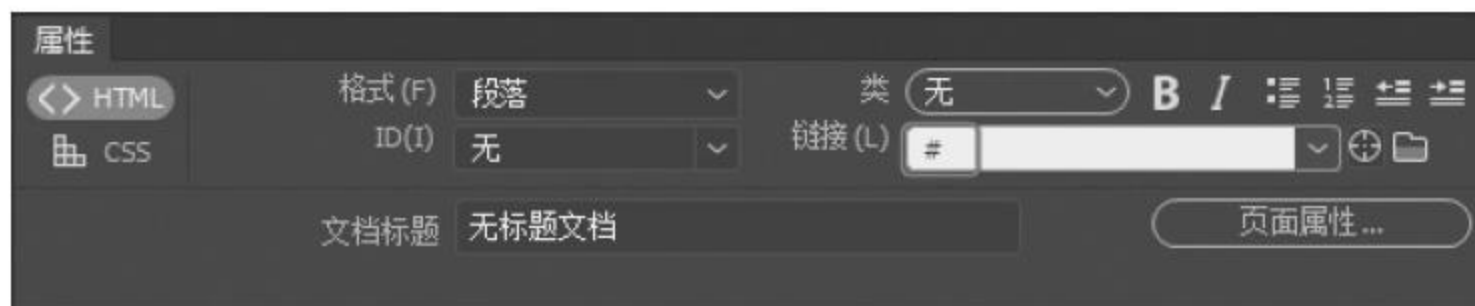 属性
<> HTML 格式(F) 段落 类 无 B I
CSS ID(I) 无 链接(L) #
文档标题 无标题文档 页面属性...